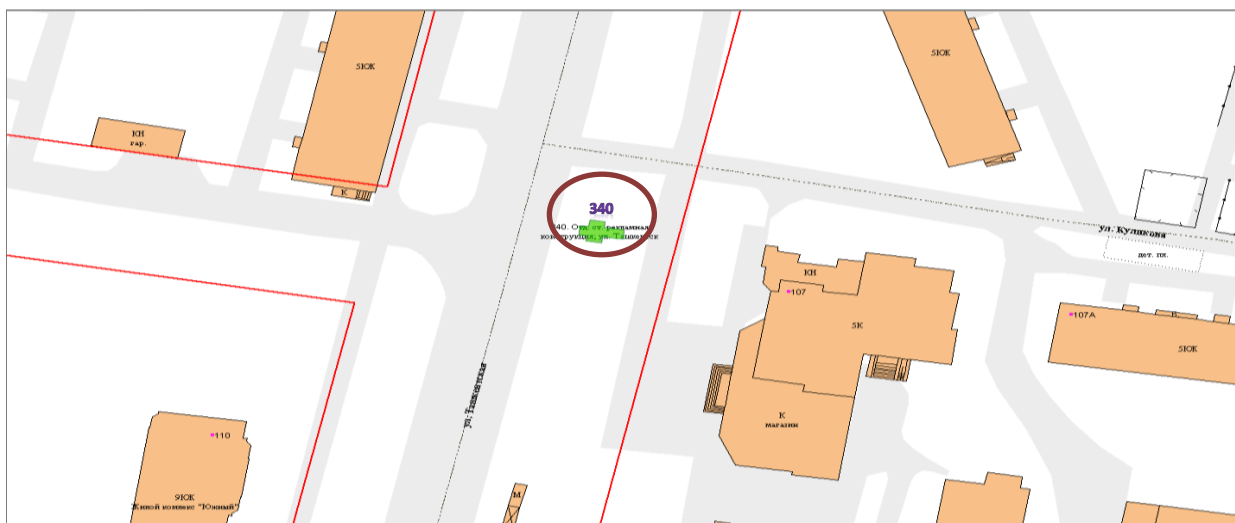 5ЮК
5ЮК
КН
гар.
К
340
340. Отд. ст. рекламная
конструкция, ул. Ташкентск
ул. Куликова
дет. пл.
КН
107
107А
5К
5ЮК
ул. Ташкентская
К
магазин
110
9ЮК
Жилой комплекс "Южный"
М